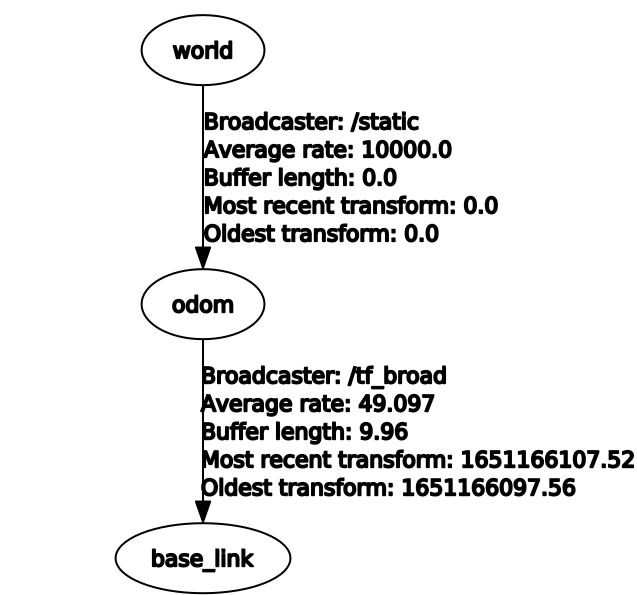 world
Broadcaster: /static
Average rate: 10000.0
Buffer length: 0.0
Most recent transform: 0.0
Oldest transform: 0.0
odom
Broadcaster: /tf_broad
Average rate: 49.097
Buffer length: 9.96
Most recent transform: 1651166107.52
Oldest transform: 1651166097.56
base_link